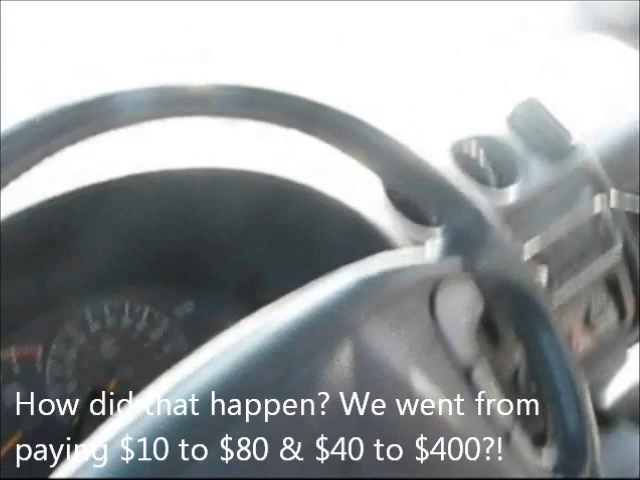 How did that happen? We went from
paying $10 to $80 & $40 to $400?!